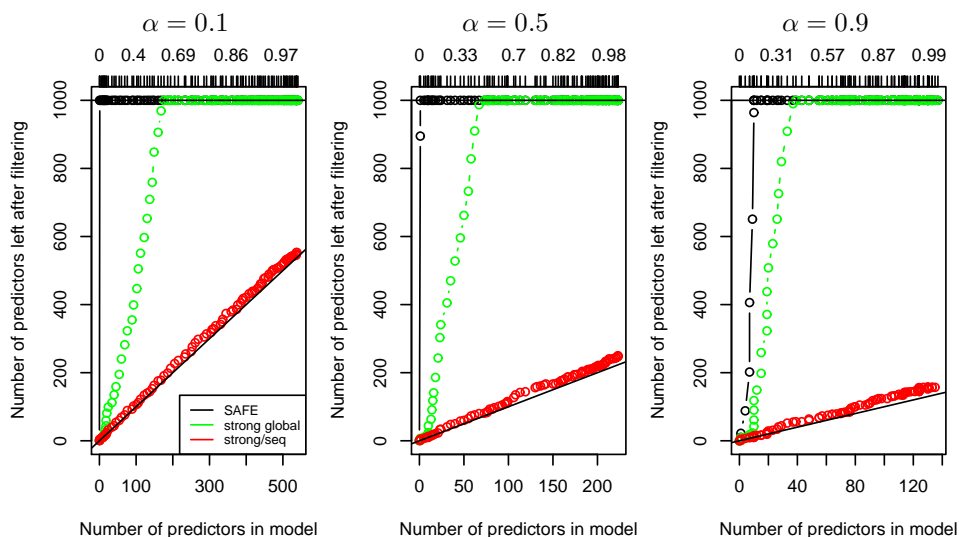 α = 0.1
0 0.4 0.69 0.86 0.97
Number of predictors left after filtering
1000
800
600
400
200
0
SAFE
strong global
strong/seq
0 100 300 500
Number of predictors in model
α = 0.5
0 0.33 0.7 0.82 0.98
Number of predictors left after filtering
1000
800
600
400
200
0
0 50 100 150 200
Number of predictors in model
α = 0.9
0 0.31 0.57 0.87 0.99
Number of predictors left after filtering
1000
800
600
400
200
0
0 40 80 120
Number of predictors in model